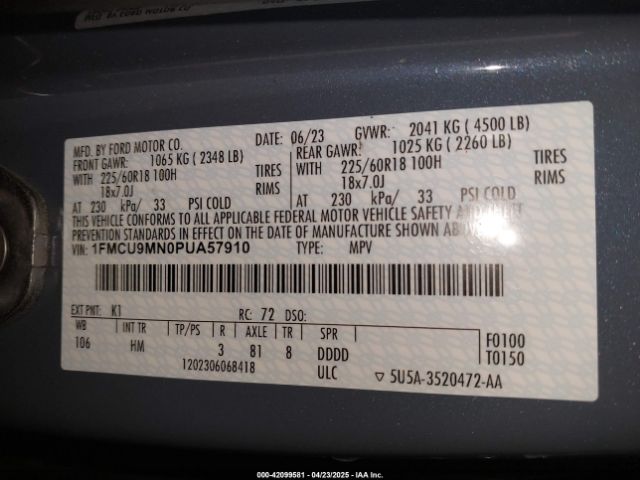 MFD. BY FORD MOTOR CO.
DATE: 06/23 GVWR: 2041 KG ( 4500 LB)
FRONT GAWR: 1065 KG ( 2348 LB) REAR GAWR: 1025 KG ( 2260 LB)
WITH 225/60R18 100H TIRES WITH 225/60R18 100H TIRES
18x7.0J RIMS 18x7.0J RIMS
AT 230 kPa/ 33 PSI COLD AT 230 kPa/ 33 PSI COLD
THIS VEHICLE CONFORMS TO ALL APPLICABLE FEDERAL MOTOR VEHICLE SAFETY AND
PREVENTION STANDARDS IN EFFECT ON THE DATE OF MANUFACTURE SHOWN ABOVE.
VIN: 1FMCU9MN0PUA57910 TYPE: MPV
EXT PNT: K1 RC: 72 DSO:
WB INT TR TP/PS R AXLE TR SPR F0100
106 HM 3 81 8 DDDD T0150
1202306068418 ULC ▽ 5U5A-3520472-AA
000-42099581 - 04/23/2025 - IAAI, Inc.